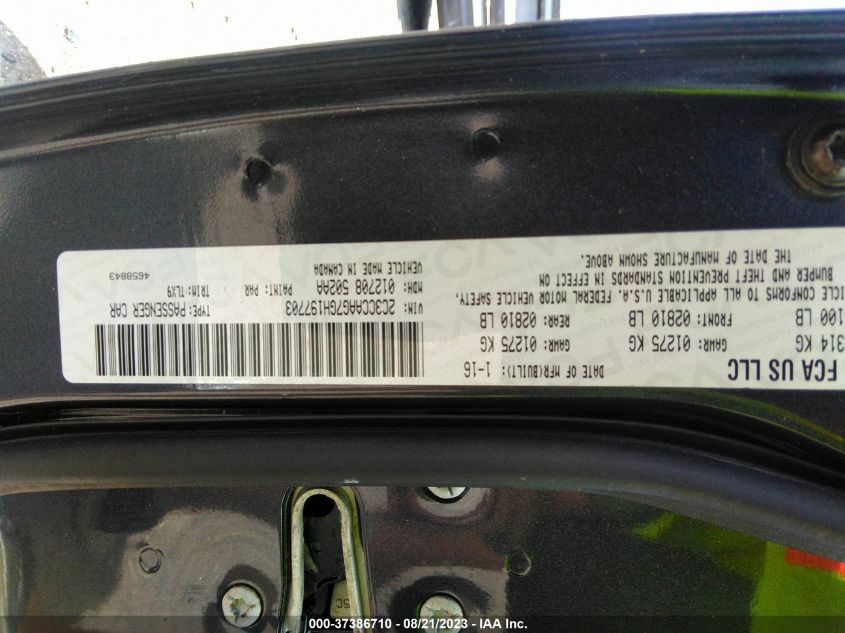 FCA US LLC
DATE OF MFR(BUILT): 1-16
314 KG GAWR: 01275 KG GAWR: 01275 KG
100 LB FRONT: 02810 LB REAR: 02810 LB
ICLE CONFORMS TO ALL APPLICABLE U.S.A. FEDERAL MOTOR VEHICLE SAFETY,
BUMPER AND THEFT PREVENTION STANDARDS IN EFFECT ON
THE DATE OF MANUFACTURE SHOWN ABOVE.
VIN: 2C3CCAAG7GH197703 TYPE: PASSENGER CAR
MDH: 012708 502AA PAINT: PAR TRIM: TLX9
VEHICLE MADE IN CANADA 4658843
000-37386710 - 08/21/2023 - IAA Inc.